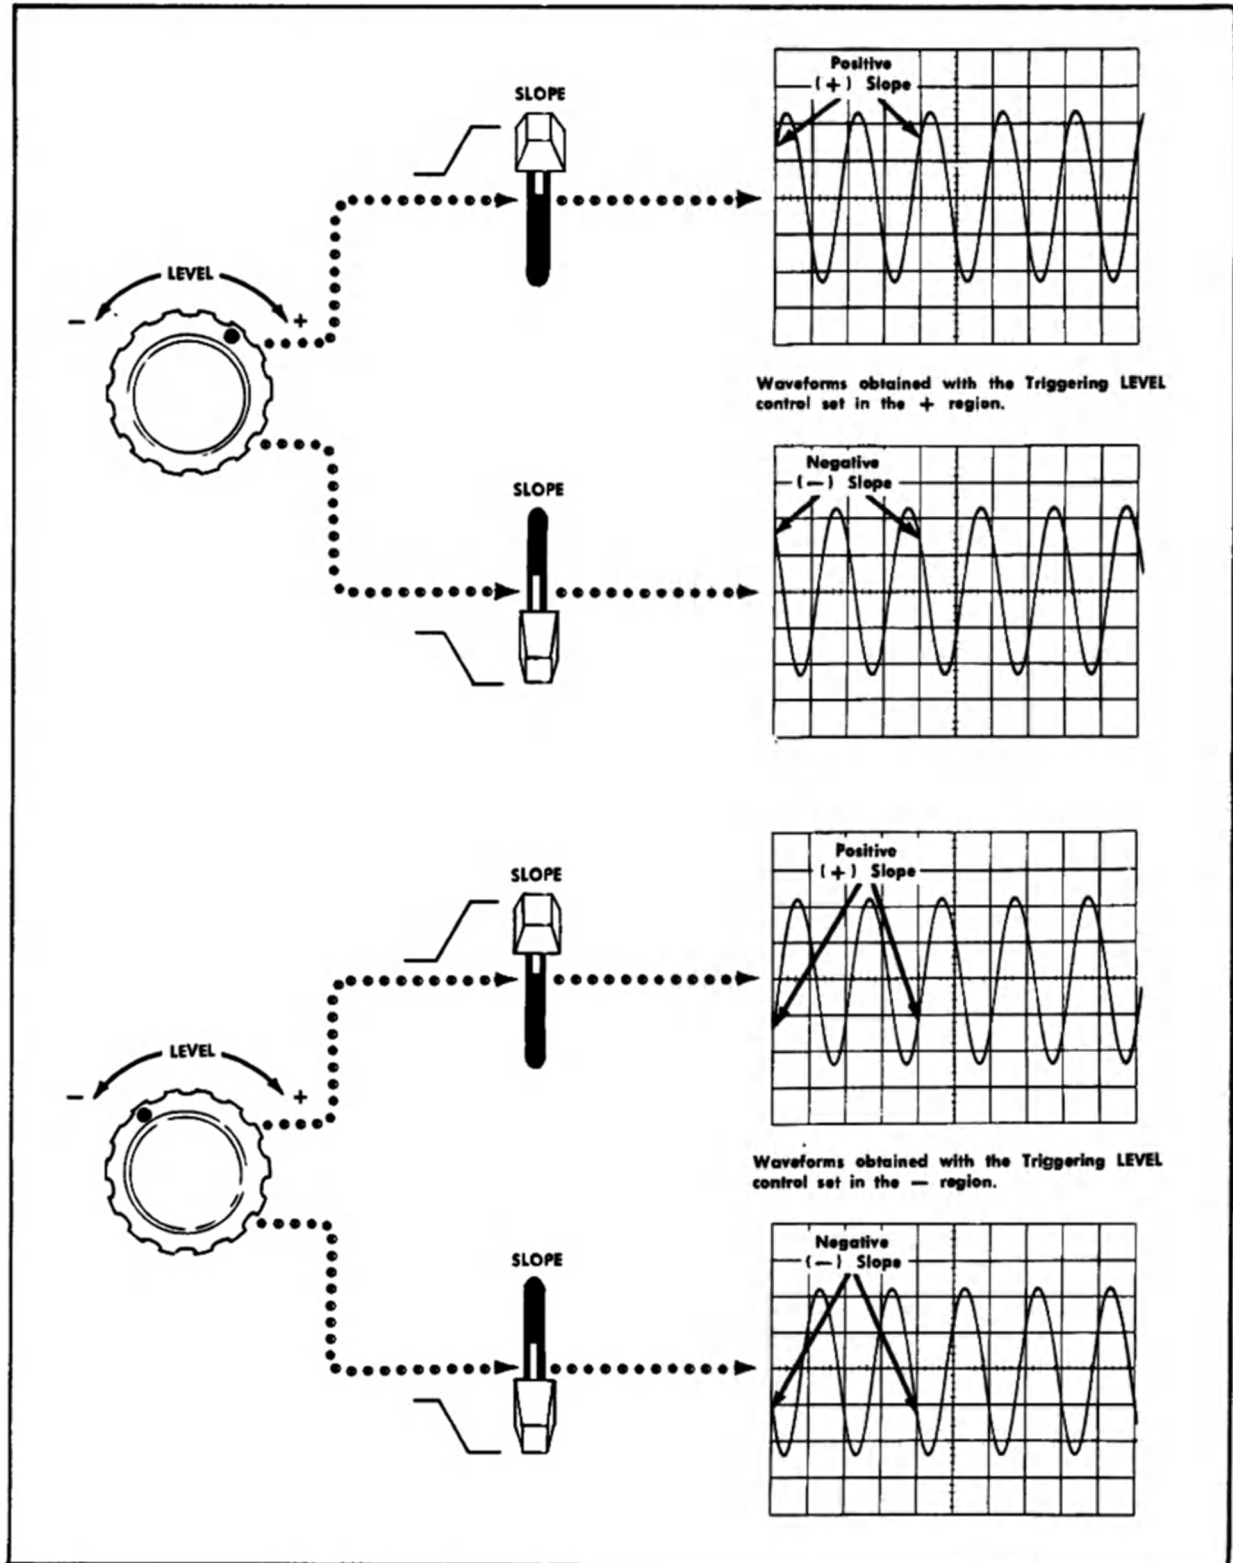 SLOPE
Positive
(+) Slope
LEVEL
- +
Waveforms obtained with the Triggering LEVEL
control set in the + region.
SLOPE
Negative
(—) Slope
SLOPE
Positive
(+) Slope
LEVEL
- +
Waveforms obtained with the Triggering LEVEL
control set in the — region.
SLOPE
Negative
(—) Slope